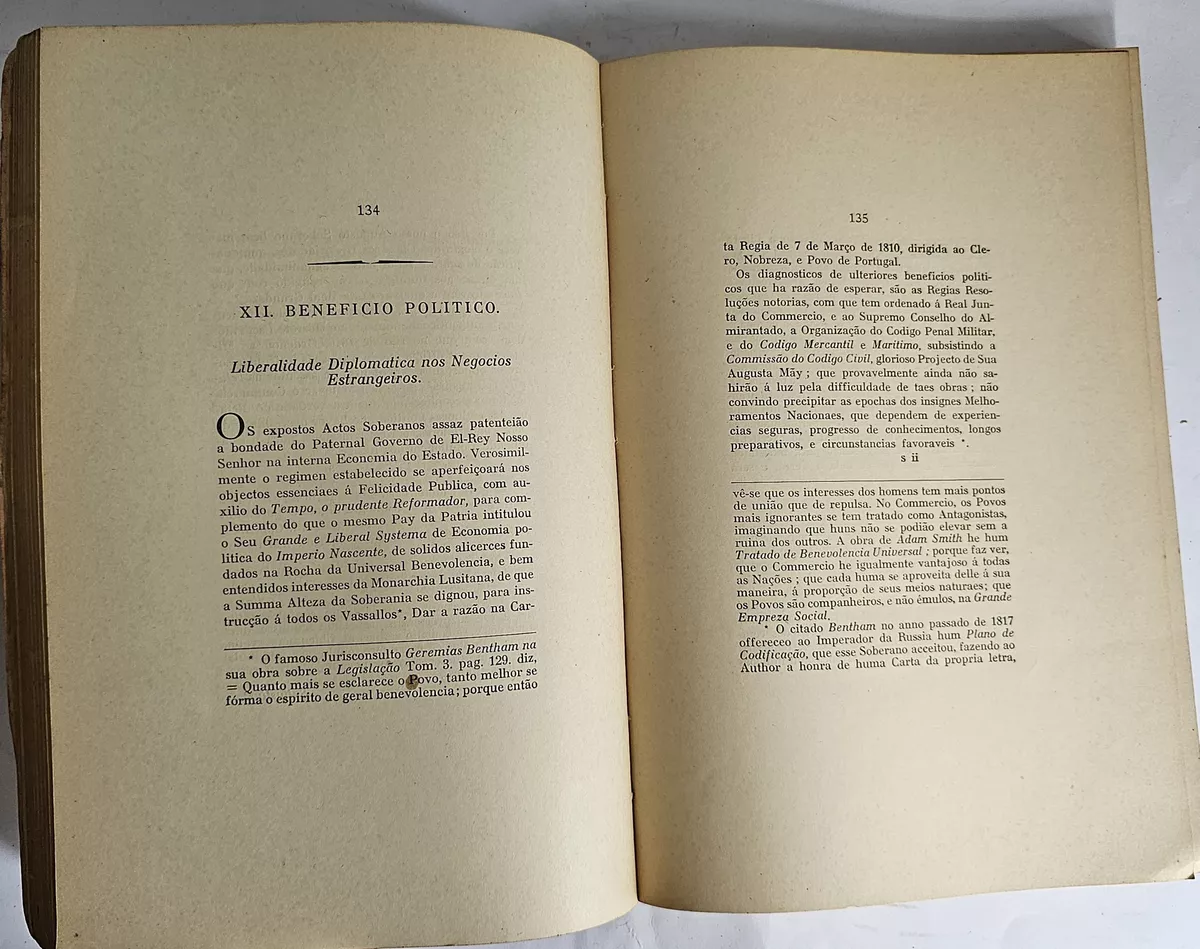 134
XII. BENEFICIO POLITICO.
Liberalidade Diplomatica nos Negocios
Estrangeiros.
Os expostos Actos Soberanos assaz patenteião
a bondade do Paternal Governo de El-Rey Nosso
Senhor na interna Economia do Estado. Verosimil-
mente o regimen estabelecido se aperfeiçoará nos
objectos essenciaes á Felicidade Publica, com au-
xilio do Tempo, o prudente Reformador, para com-
plemento do que o mesmo Pay da Patria intitulou
o Seu Grande e Liberal Systema de Economia po-
litica do Imperio Nascente, de solidos alicerces fun-
dados na Rocha da Universal Benevolencia, e bem
entendidos interesses da Monarchia Lusitana, de que
a Summa Alteza da Soberania se dignou, para ins-
trucção á todos os Vassallos*, Dar a razão na Car-
* O famoso Jurisconsulto Geremias Bentham na
sua obra sobre a Legislação Tom. 3. pag. 129. diz,
= Quanto mais se esclarece o Povo, tanto melhor se
fórma o espirito de geral benevolencia; porque então
135
ta Regia de 7 de Março de 1810, dirigida ao Cle-
ro, Nobreza, e Povo de Portugal.
Os diagnosticos de ulteriores beneficios politi-
cos que ha razão de esperar, são as Regias Reso-
luções notorias, com que tem ordenado á Real Jun-
ta do Commercio, e ao Supremo Conselho do Al-
mirantado, a Organização do Codigo Penal Militar,
e do Codigo Mercantil e Maritimo, subsistindo a
Commissão do Codigo Civil, glorioso Projecto de Sua
Augusta Mãy ; que provavelmente ainda não sa-
hirão á luz pela difficuldade de taes obras ; não
convindo precipitar as epochas dos insignes Melho-
ramentos Nacionaes, que dependem de experien-
cias seguras, progresso de conhecimentos, longos
preparativos, e circunstancias favoraveis *.
s ii
vê-se que os interesses dos homens tem mais pontos
de união que de repulsa. No Commercio, os Povos
mais ignorantes se tem tratado como Antagonistas,
imaginando que huns não se podião elevar sem a
ruina dos outros. A obra de Adam Smith he hum
Tratado de Benevolencia Universal ; porque faz ver,
que o Commercio he igualmente vantajoso á todas
as Nações ; que cada huma se aproveita delle á sua
maneira, á proporção de seus meios naturaes; que
os Povos são companheiros, e não émulos, na Grande
Empreza Social.
* O citado Bentham no anno passado de 1817
offereceo ao Imperador da Russia hum Plano de
Codificação, que esse Soberano acceitou, fazendo ao
Author a honra de huma Carta da propria letra,